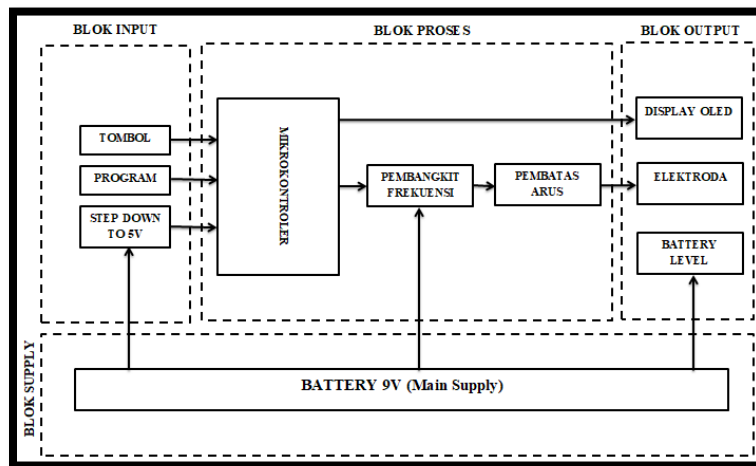 BLOK INPUT
BLOK PROSES
BLOK OUTPUT
TOMBOL
PROGRAM
STEP DOWN
TO 5V
MIKROKONTROLER
PEMBANGKIT
FREKUENSI
PEMBATAS
ARUS
DISPLAY OLED
ELEKTRODA
BATTERY
LEVEL
BLOK SUPPLY
BATTERY 9V (Main Supply)